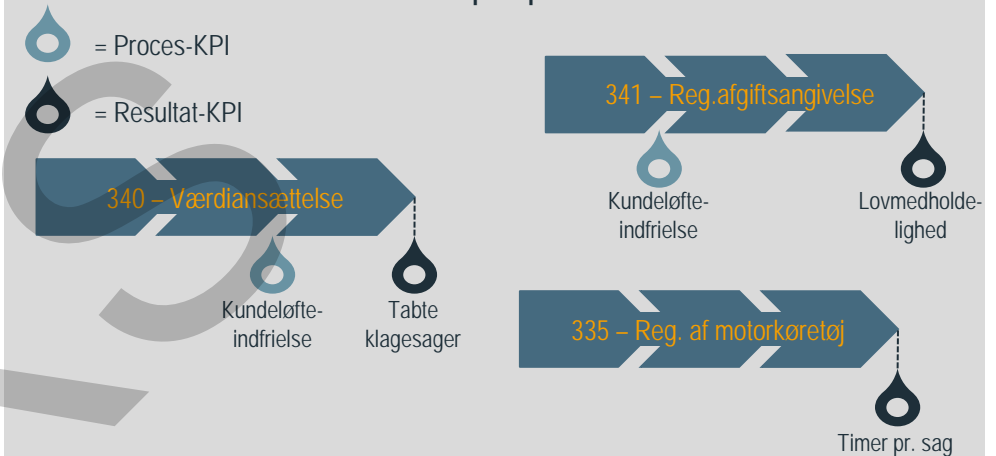 = Proces-KPI
= Resultat-KPI
340 – Værdiansættelse
Kundeløfte-
indfrielse
Tabte
klagesager
341 – Reg.afgiftsangivelse
Kundeløfte-
indfrielse
Lovmedholde-
lighed
335 – Reg. af motorkøretøj
Timer pr. sag